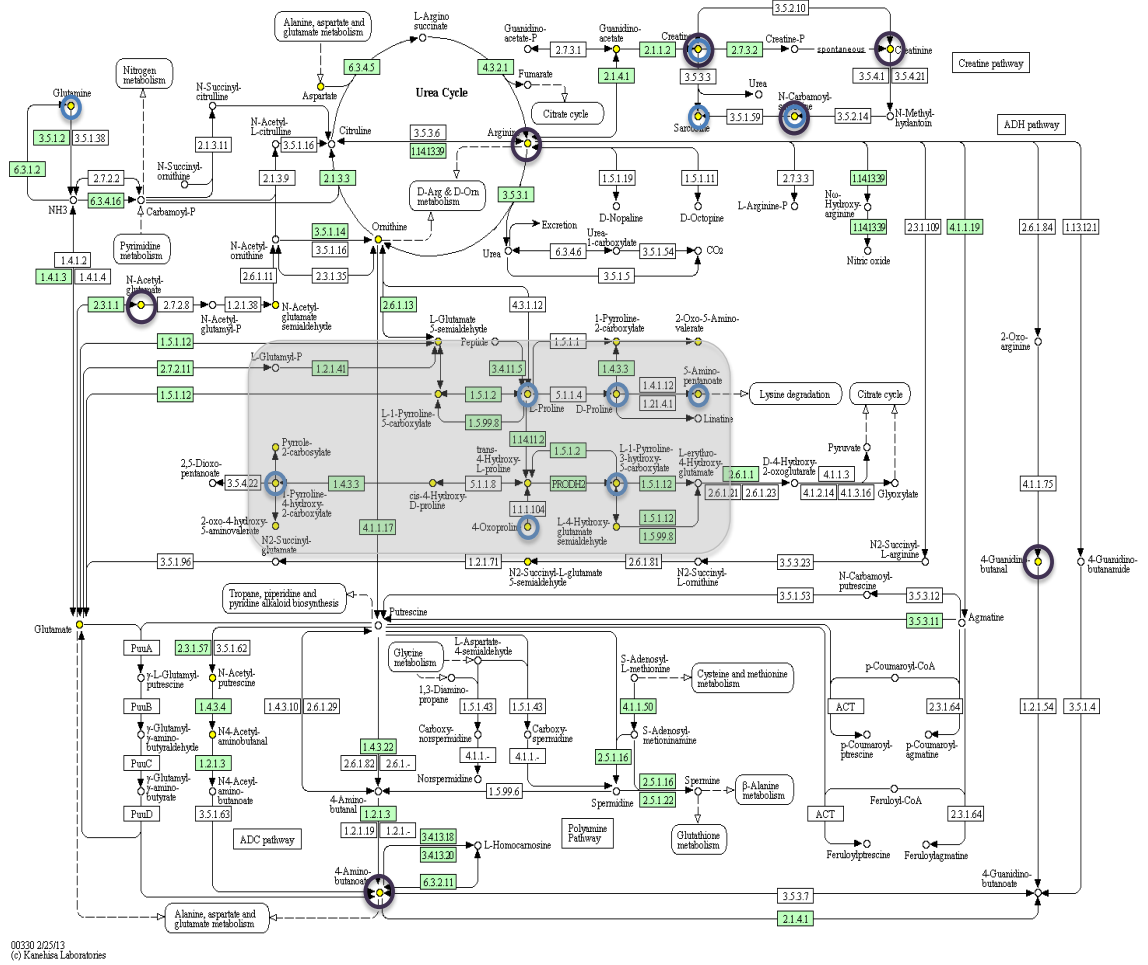 3.5.2.10
Alanine, aspartate and
glutamate metabolism
L-Argino
succinate
Guanidino-
acetate-P
Guanidino-
acetate
Creatine
Creatine-P
spontaneous
Creatinine
2.7.3.1
2.1.1.2
2.7.3.2
Creatine pathway
Nitrogen
metabolism
6.3.4.5
4.3.2.1
2.1.4.1
3.5.3.3
3.5.4.1
3.5.4.21
Fumarate
Urea
Aspartate
Urea Cycle
Citrate cycle
N-Carbamoyl-
Glutamine
N-Succinyl-
citrulline
Sarcosine
3.5.1.59
3.5.2.14
N-Methyl-
hydantoin
ADH pathway
3.5.1.2
3.5.1.38
N-Acetyl-
L-citrulline
3.5.1.16
Citruline
3.5.3.6
1.14.13.39
Arginine
2.1.3.11
6.3.1.2
N-Succinyl-
ornithine
2.7.2.2
2.1.3.9
2.1.3.3
D-Arg & D-Orn
metabolism
3.5.3.1
1.5.1.19
1.5.1.11
2.7.3.3
1.14.13.39
Nω-
Hydroxy-
arginine
NH3
6.3.4.16
Carbamoyl-P
D-Nopaline
D-Octopine
L-Arginine-P
Excretion
Urea-
1-carboxylate
1.14.13.39
2.3.1.109
4.1.1.19
2.6.1.84
1.13.12.1
Pyrimidine
metabolism
N-Acetyl-
ornithine
3.5.1.14
3.5.1.16
Ornithine
Urea
6.3.4.6
3.5.1.54
CO2
Nitric oxide
1.4.1.2
1.4.1.3
1.4.1.4
2.6.1.11
2.3.1.35
3.5.1.5
N-Acetyl-
glutamate
2.3.1.1
2.7.2.8
1.2.1.38
N-Acetyl-
glutamyl-P
N-Acetyl-
glutamate
semialdehyde
2.6.1.13
4.3.1.12
L-Glutamate
5-semialdehyde
1-Pyrroline-
2-carboxylate
2-Oxo-5-Amino-
valerate
2-Oxo-
arginine
1.5.1.12
Peptide
1.5.1.1
L-Glutamyl-P
2.7.2.11
1.2.1.41
3.4.11.5
1.4.3.3
5-Amino-
pentanoate
1.5.1.12
1.5.1.2
5.1.1.4
1.4.1.12
1.21.4.1
Lysine degradation
Citrate cycle
L-1-Pyrroline-
5-carboxylate
1.5.99.8
L-Proline
D-Proline
Linatine
Pyrrole-
2-carbosylate
trans-
4-Hydroxy-
L-proline
1.14.11.2
1.5.1.2
L-1-Pyrroline-
3-hydroxy-
5-carboxylate
L-erythro-
4-Hydroxy-
glutamate
D-4-Hydroxy-
2-oxoglutarate
Pyruvate
2,5-Dioxo-
pentanoate
3.5.4.22
1-Pyrroline-
4-hydroxy-
2-carboxylate
1.4.3.3
cis-4-Hydroxy-
D-proline
5.1.1.8
PRODH2
1.5.1.12
2.6.1.1
2.6.1.21
2.6.1.23
4.1.1.3
4.1.2.14
4.1.3.16
Glyoxylate
4.1.1.75
2-oxo-4-hydroxy-
5-aminovalerate
4.1.1.17
1.1.1.104
4-Oxoproline
L-4-Hydroxy-
glutamate
semialdehyde
1.5.1.12
1.5.99.8
N2-Succinyl-
glutamate
3.5.1.96
1.2.1.71
N2-Succinyl-L-glutamate
5-semialdehyde
2.6.1.81
N2-Succinyl-
L-ornithine
3.5.3.23
N2-Succinyl-
L-arginine
4-Guanidino-
butanal
4-Guanidino-
butanamide
Tropane, piperidine and
pyridine alkaloid biosynthesis
3.5.1.53
N-Carbamoyl-
putrescine
3.5.3.12
Putrescine
Glutamate
3.5.3.11
Agmatine
PuuA
2.3.1.57
3.5.1.62
Glycine
metabolism
L-Aspartate-
4-semialdehyde
S-Adenosyl-
L-methionine
Cysteine and methionine
metabolism
p-Coumaroyl-CoA
γ-L-Glutamyl-
putrescine
N-Acetyl-
putrescine
1,3-Diamino-
propane
PuuB
1.4.3.4
1.4.3.10
2.6.1.29
1.5.1.43
1.5.1.43
4.1.1.50
ACT
2.3.1.64
1.2.1.54
3.5.1.4
γ-Glutamyl-
γ-amino-
butyraldehyde
N4-Acetyl-
aminobutanal
Carboxy-
norspermidine
Carboxy-
spermidine
S-Adenosyl-
metioninamine
p-Coumaroyl-
ptrescine
p-Coumaroyl-
agmatine
PuuC
1.2.1.3
1.4.3.22
2.6.1.82
2.6.1.-
4.1.1.-
4.1.1.-
2.5.1.16
γ-Glutamyl-
γ-amino-
butyrate
N4-Aceyl-
amino-
butanoate
Norspermidine
2.5.1.16
2.5.1.22
Spermine
β-Alanine
metabolism
4-Amino-
butanal
1.5.99.6
Spermidine
Feruloyl-CoA
PuuD
3.5.1.63
1.2.1.3
1.2.1.19
1.2.1.-
ADC pathway
Polyamine
Pathway
Glutathione
metabolism
ACT
2.3.1.64
3.4.13.18
3.4.13.20
L-Homocarnosine
Feruloylptrescine
Feruloylagmatine
6.3.2.11
4-Amino-
butanoate
4-Guanidino-
butanoate
3.5.3.7
Alanine, aspartate and
glutamate metabolism
2.1.4.1
00330 2/25/13
(c) Kanehisa Laboratories